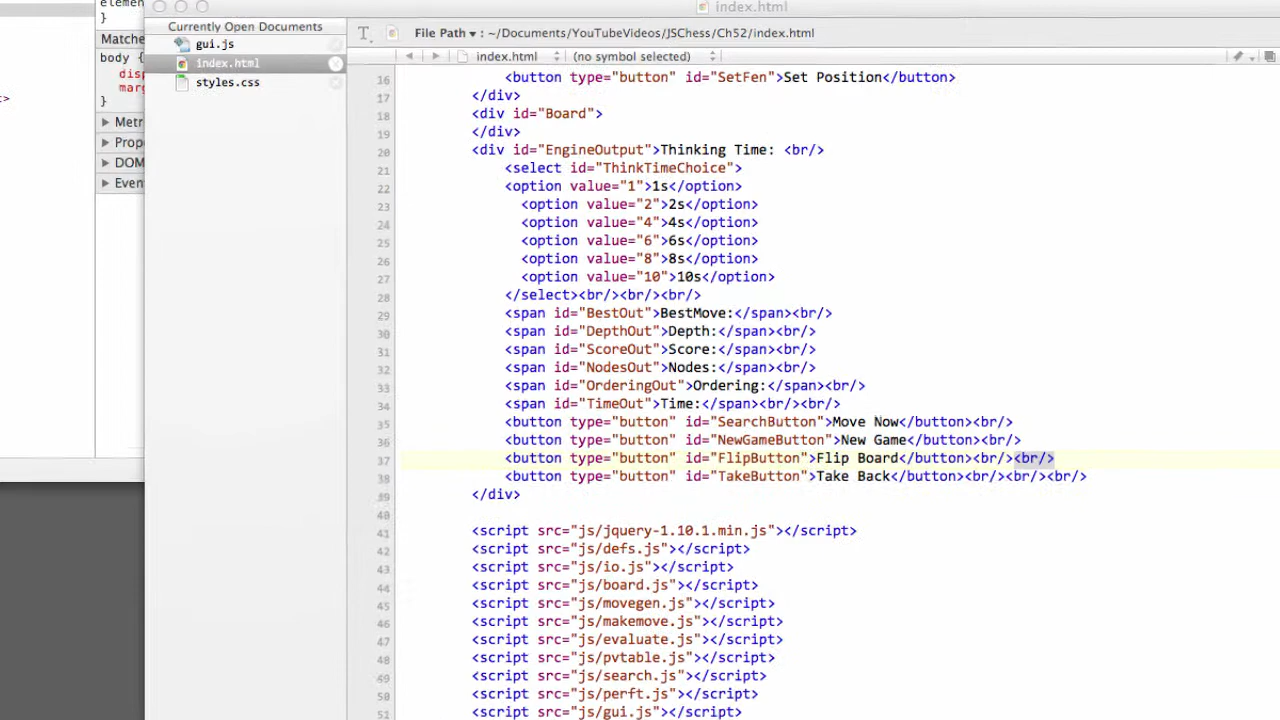 index.html
eleme
}
Matche
body {
disp
marg
}
t>
Metr
Prop
DOM
Even
Currently Open Documents
gui.js
index.html
styles.css
File Path ▾ : ~/Documents/YouTubeVideos/JSChess/Ch52/index.html
index.html
(no symbol selected)
16 <button type="button" id="SetFen">Set Position</button>
17 </div>
18 <div id="Board">
19 </div>
20 <div id="EngineOutput">Thinking Time: <br/>
21 <select id="ThinkTimeChoice">
22 <option value="1">1s</option>
23 <option value="2">2s</option>
24 <option value="4">4s</option>
25 <option value="6">6s</option>
26 <option value="8">8s</option>
27 <option value="10">10s</option>
28 </select><br/><br/><br/>
29 <span id="BestOut">BestMove:</span><br/>
30 <span id="DepthOut">Depth:</span><br/>
31 <span id="ScoreOut">Score:</span><br/>
32 <span id="NodesOut">Nodes:</span><br/>
33 <span id="OrderingOut">Ordering:</span><br/>
34 <span id="TimeOut">Time:</span><br/><br/>
35 <button type="button" id="SearchButton">Move Now</button><br/>
36 <button type="button" id="NewGameButton">New Game</button><br/>
37 <button type="button" id="FlipButton">Flip Board</button><br/><br/>
38 <button type="button" id="TakeButton">Take Back</button><br/><br/><br/>
39 </div>
40
41 <script src="js/jquery-1.10.1.min.js"></script>
42 <script src="js/defs.js"></script>
43 <script src="js/io.js"></script>
44 <script src="js/board.js"></script>
45 <script src="js/movegen.js"></script>
46 <script src="js/makemove.js"></script>
47 <script src="js/evaluate.js"></script>
48 <script src="js/pvtable.js"></script>
49 <script src="js/search.js"></script>
50 <script src="js/perft.js"></script>
51 <script src="js/gui.js"></script>